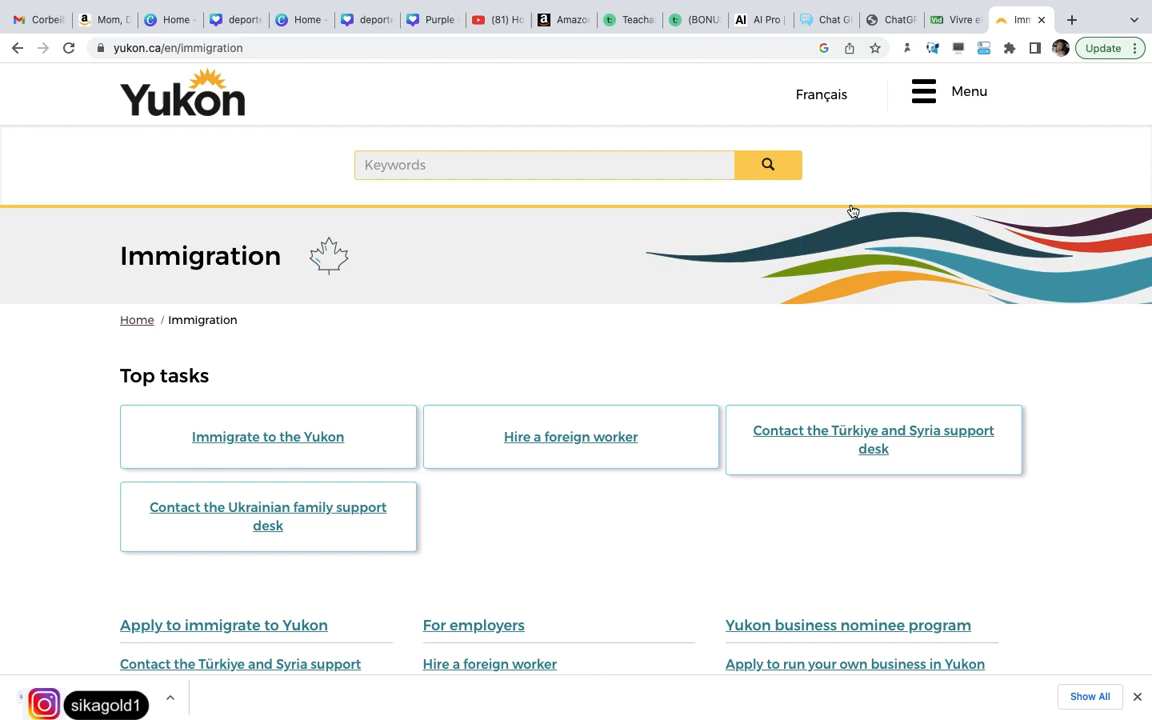 Corbeil
Mom, D
Home -
deporte
Home -
deporte
Purple
(81) Ho
Amazo
Teacha
(BONU
AI Pro
Chat G
ChatGP
Vivre e
Imm
yukon.ca/en/immigration
Update
Yukon
Français
Menu
Keywords
Immigration
Home / Immigration
Top tasks
Immigrate to the Yukon
Hire a foreign worker
Contact the Türkiye and Syria support
desk
Contact the Ukrainian family support
desk
Apply to immigrate to Yukon
For employers
Yukon business nominee program
Contact the Türkiye and Syria support
Hire a foreign worker
Apply to run your own business in Yukon
sikagold1
Show All